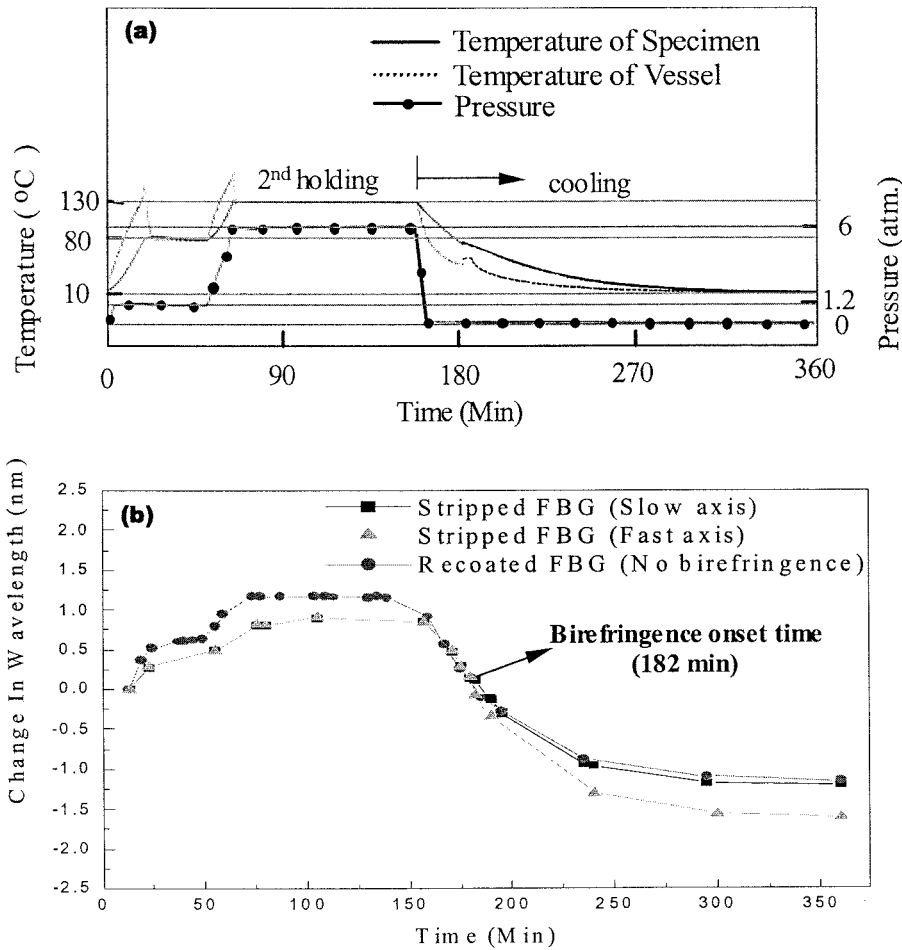 (a)
Temperature of Specimen
Temperature of Vessel
Pressure
Temperature ( °C )
Pressure (atm.)
2nd holding
cooling
130
80
10
6
1.2
0
0
90
180
270
360
Time (Min)
(b)
Change In Wavelength (nm)
Stripped FBG (Slow axis)
Stripped FBG (Fast axis)
Recoated FBG (No birefringence)
Birefringence onset time
(182 min)
2.5
2.0
1.5
1.0
0.5
0.0
-0.5
-1.0
-1.5
-2.0
-2.5
0
50
100
150
200
250
300
350
Time (Min)